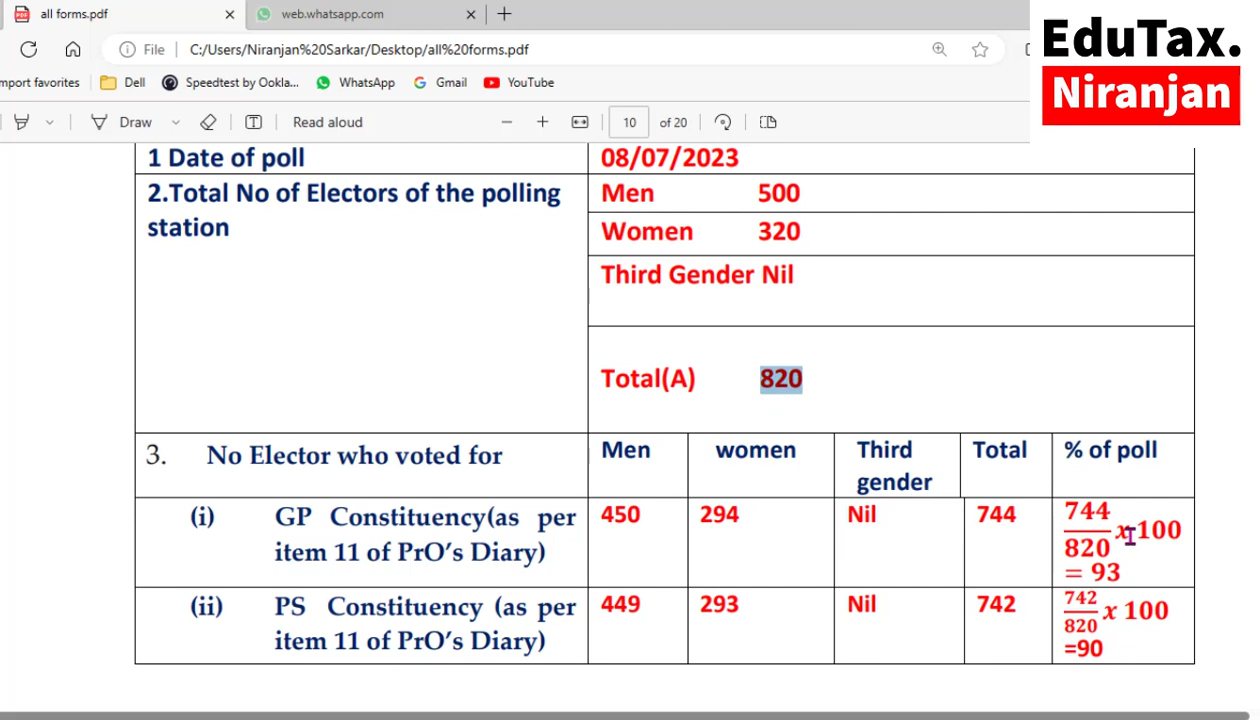 all forms.pdf
web.whatsapp.com
EduTax.
Niranjan
File
C:/Users/Niranjan%20Sarkar/Desktop/all%20forms.pdf
mport favorites
Dell
Speedtest by Ookla...
WhatsApp
Gmail
YouTube
Draw
Read aloud
10
of 20
1 Date of poll
08/07/2023
2.Total No of Electors of the polling
station
Men 500
Women 320
Third Gender Nil
Total(A) 820
3. No Elector who voted for
Men
women
Third
gender
Total
% of poll
(i) GP Constituency(as per
item 11 of PrO's Diary)
450
294
Nil
744
744
820
x 100
= 93
(ii) PS Constituency (as per
item 11 of PrO's Diary)
449
293
Nil
742
742
820
x 100
=90